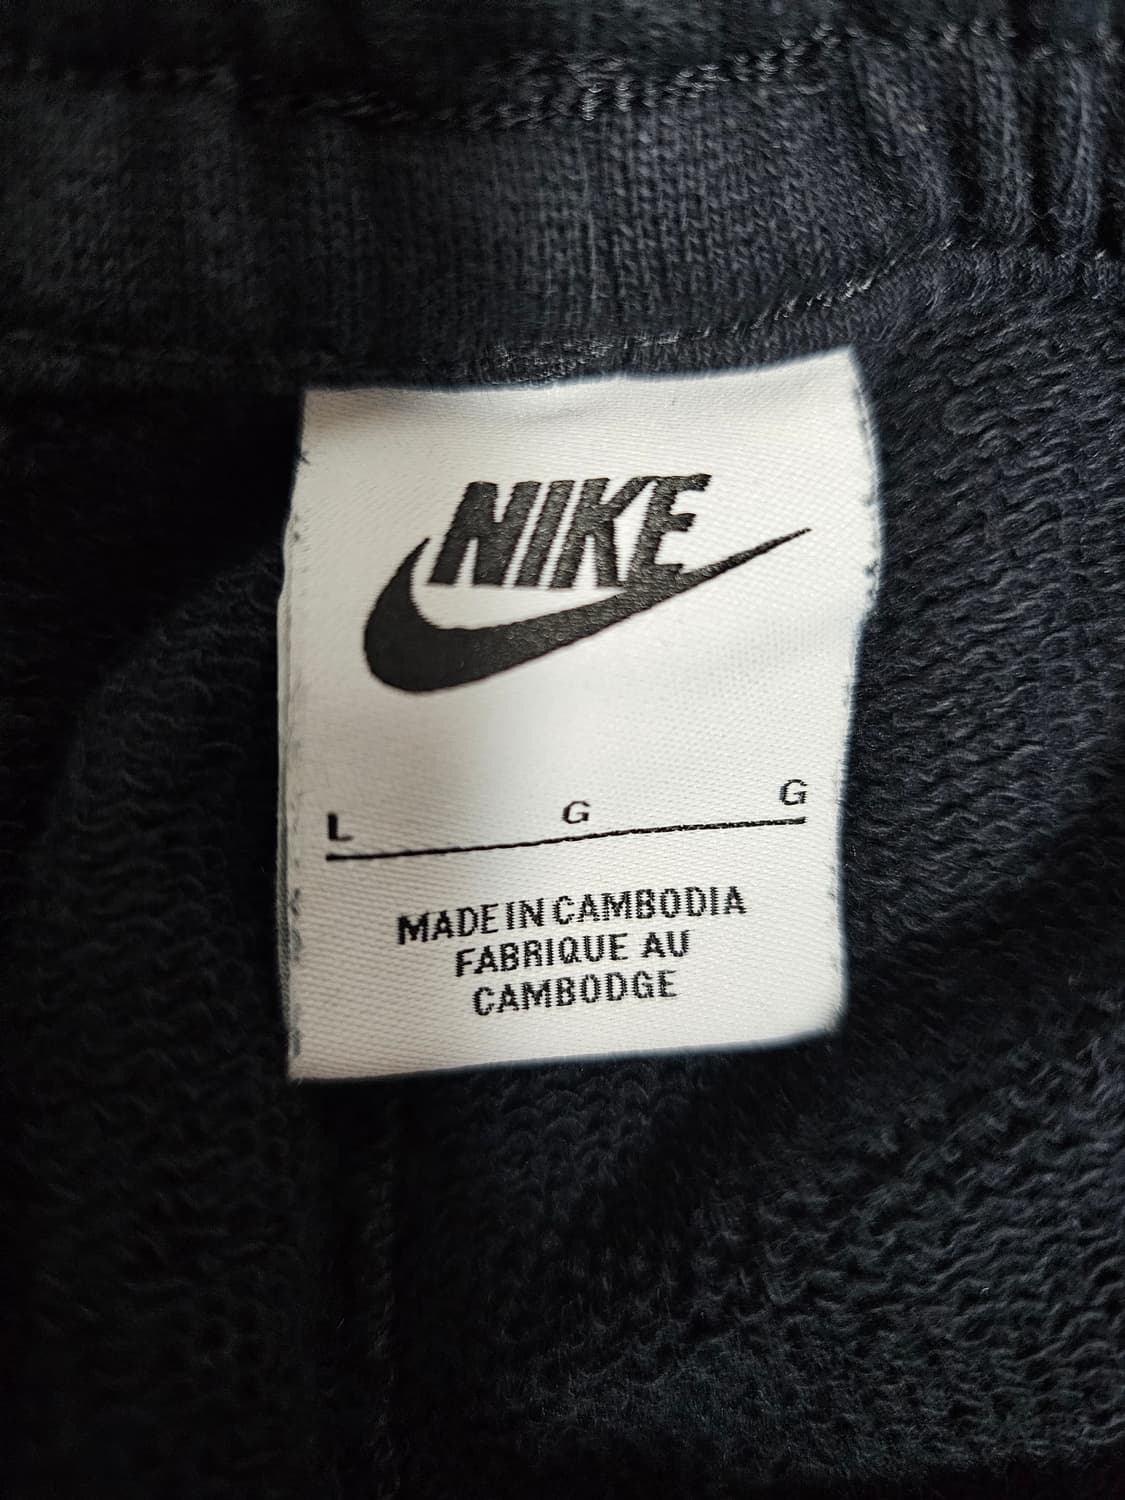 NIKE
L G G
MADE IN CAMBODIA
FABRIQUE AU
CAMBODGE